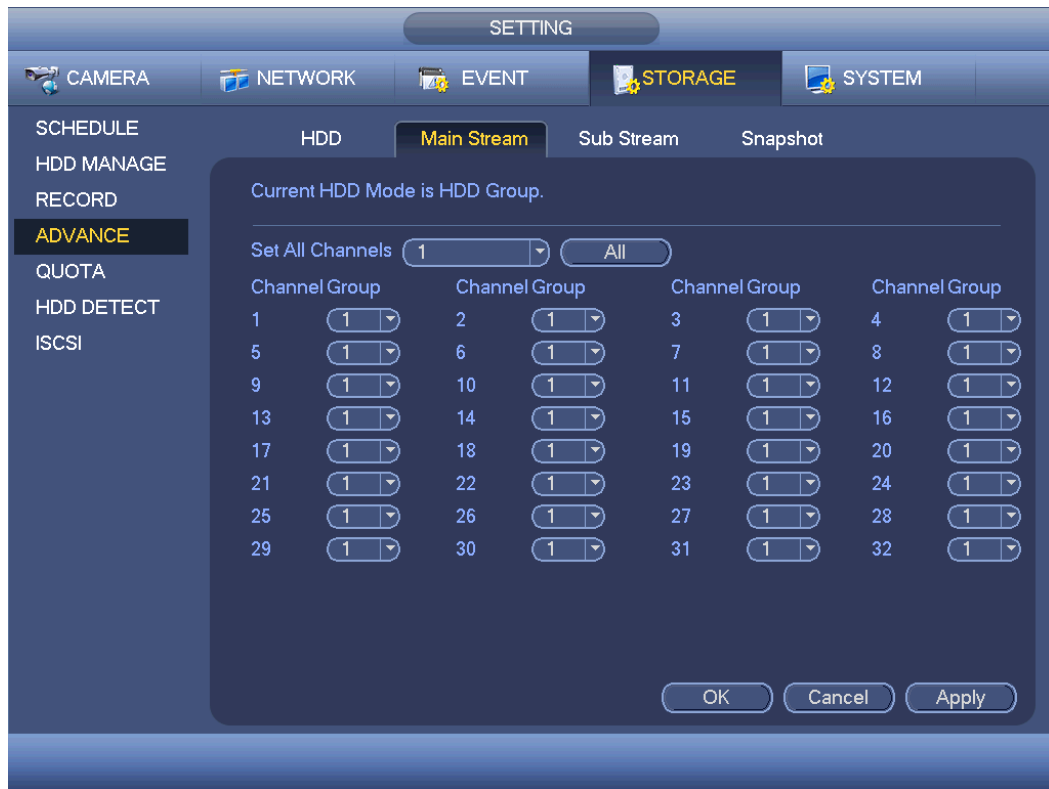 SETTING
CAMERA NETWORK EVENT STORAGE SYSTEM
SCHEDULE
HDD MANAGE
RECORD
ADVANCE
QUOTA
HDD DETECT
ISCSI
HDD Main Stream Sub Stream Snapshot
Current HDD Mode is HDD Group.
Set All Channels 1 All
Channel Group Channel Group Channel Group Channel Group
1 1 2 1 3 1 4 1
5 1 6 1 7 1 8 1
9 1 10 1 11 1 12 1
13 1 14 1 15 1 16 1
17 1 18 1 19 1 20 1
21 1 22 1 23 1 24 1
25 1 26 1 27 1 28 1
29 1 30 1 31 1 32 1
OK Cancel Apply